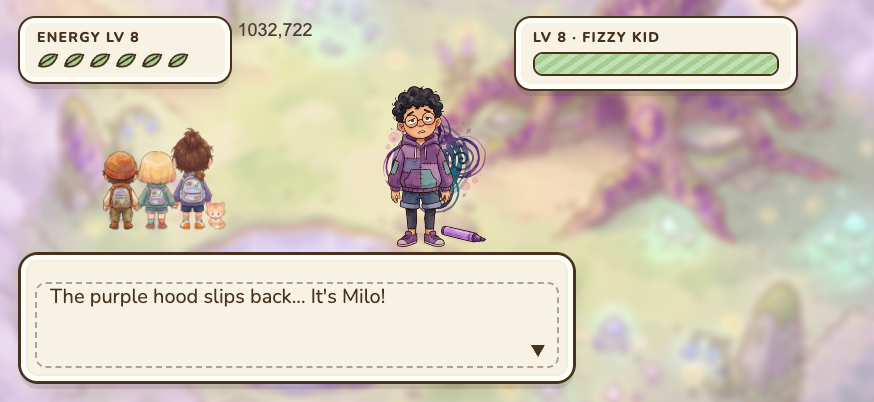 ENERGY LV 8
1032,722
LV 8 · FIZZY KID
The purple hood slips back... It's Milo!